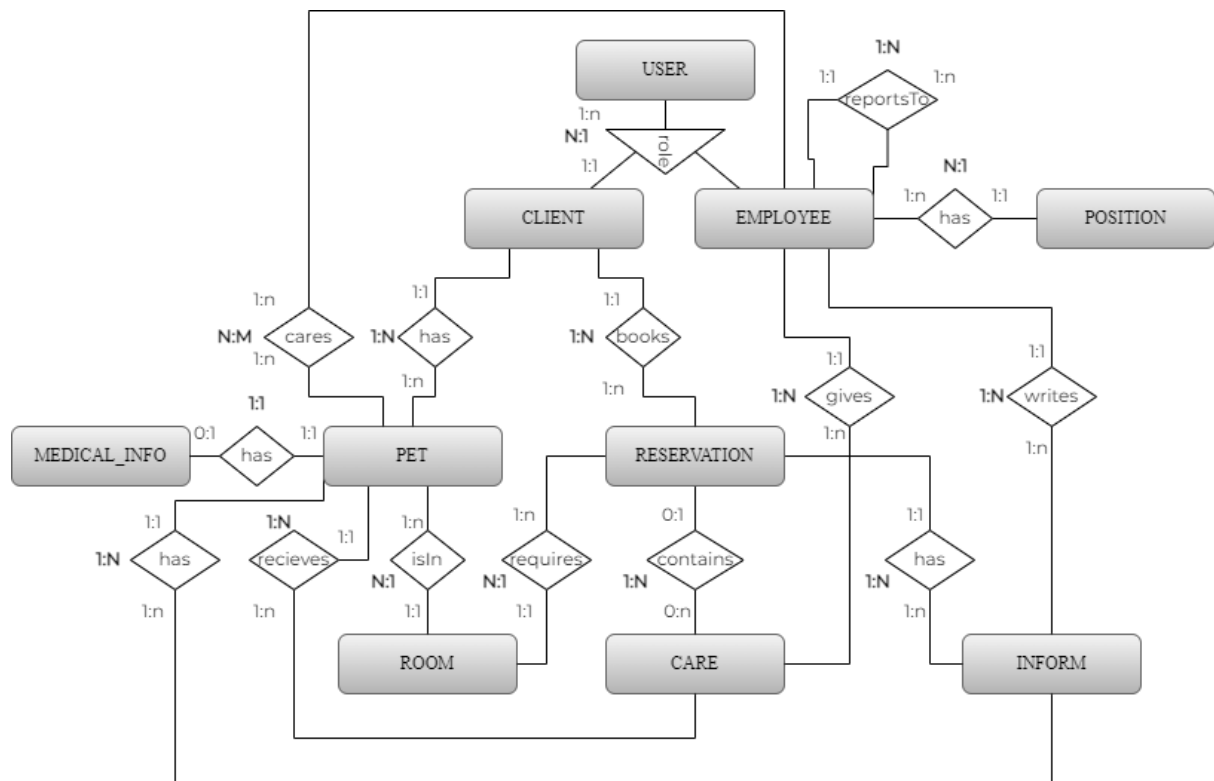 1:N
USER
1:1
1:n
reportsTo
1:n
N:1
role
1:1
N:1
CLIENT
EMPLOYEE
1:n
has
1:1
POSITION
1:n
1:1
1:1
N:M
cares
1:N
has
1:N
books
1:n
1:1
1:1
1:n
1:n
1:N
gives
1:N
writes
1:1
0:1
1:1
1:n
1:n
MEDICAL_INFO
has
PET
RESERVATION
1:1
1:N
1:1
1:n
1:n
0:1
1:1
1:N
has
recieves
isIn
requires
contains
has
N:1
N:1
1:N
1:N
1:n
1:n
1:1
1:1
0:n
1:n
ROOM
CARE
INFORM